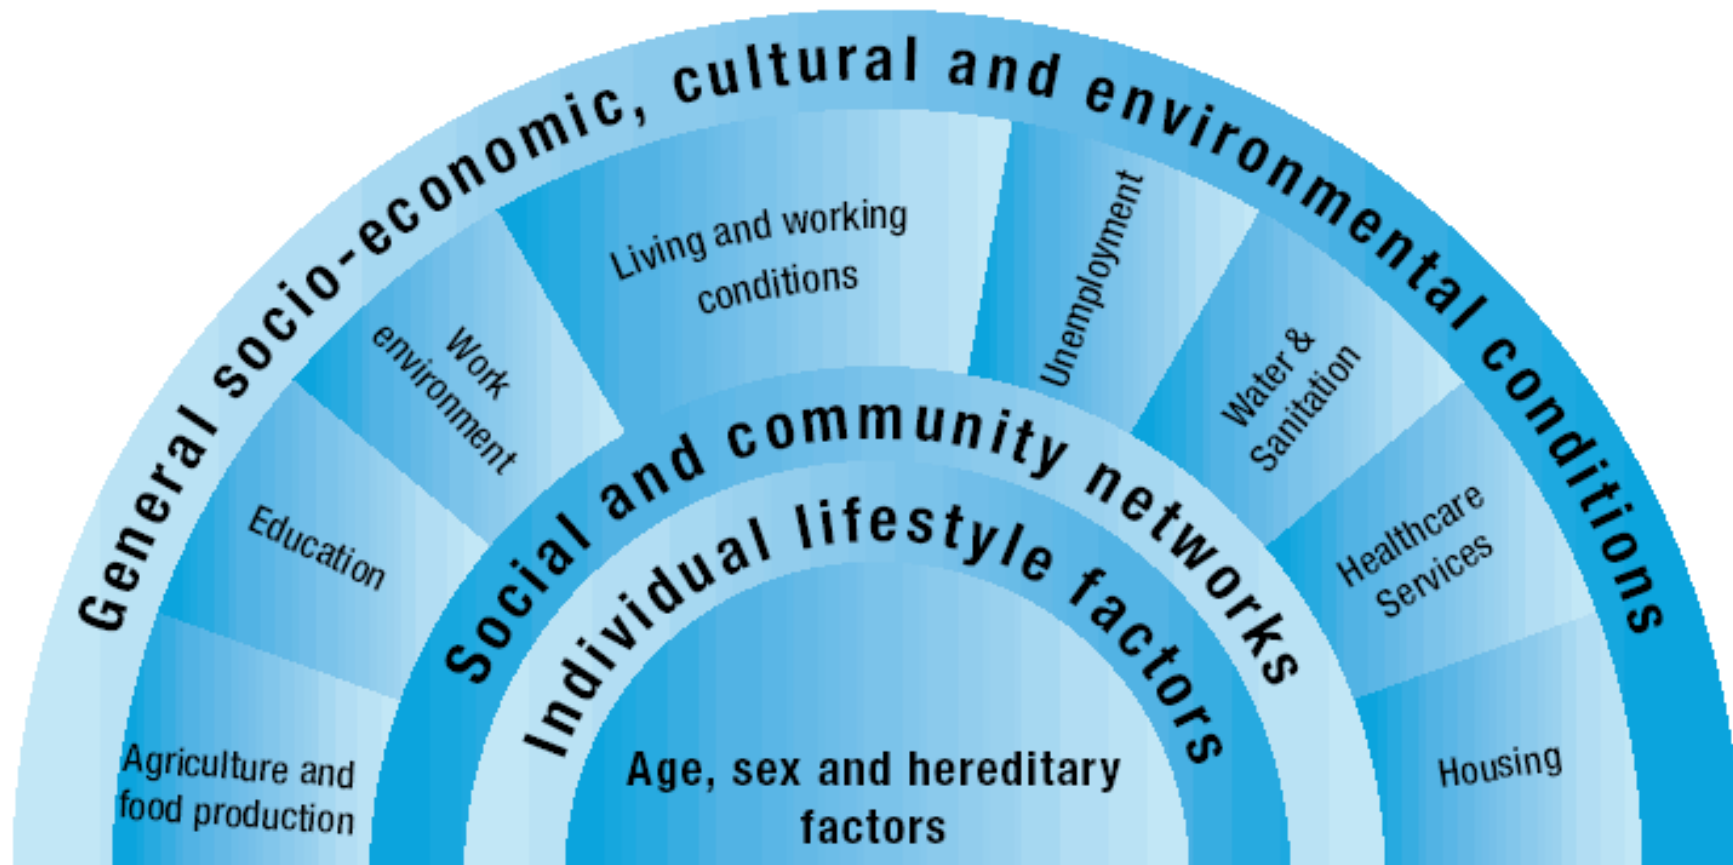 General socio-economic, cultural and environmental conditions
Agriculture and
food production
Education
Work
environment
Living and working
conditions
Unemployment
Water &
Sanitation
Healthcare
Services
Housing
Social and community networks
Individual lifestyle factors
Age, sex and hereditary
factors